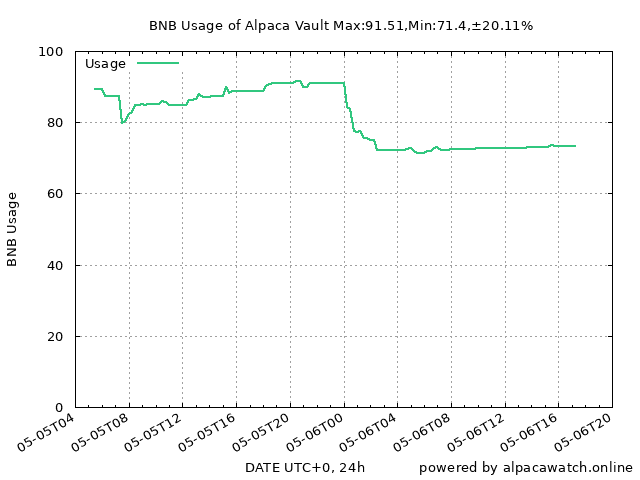 BNB Usage of Alpaca Vault Max:91.51,Min:71.4,±20.11%
Usage
100
80
60
40
20
0
BNB Usage
05-05T04
05-05T08
05-05T12
05-05T16
05-05T20
05-06T00
05-06T04
05-06T08
05-06T12
05-06T16
05-06T20
DATE UTC+0, 24h
powered by alpacawatch.online